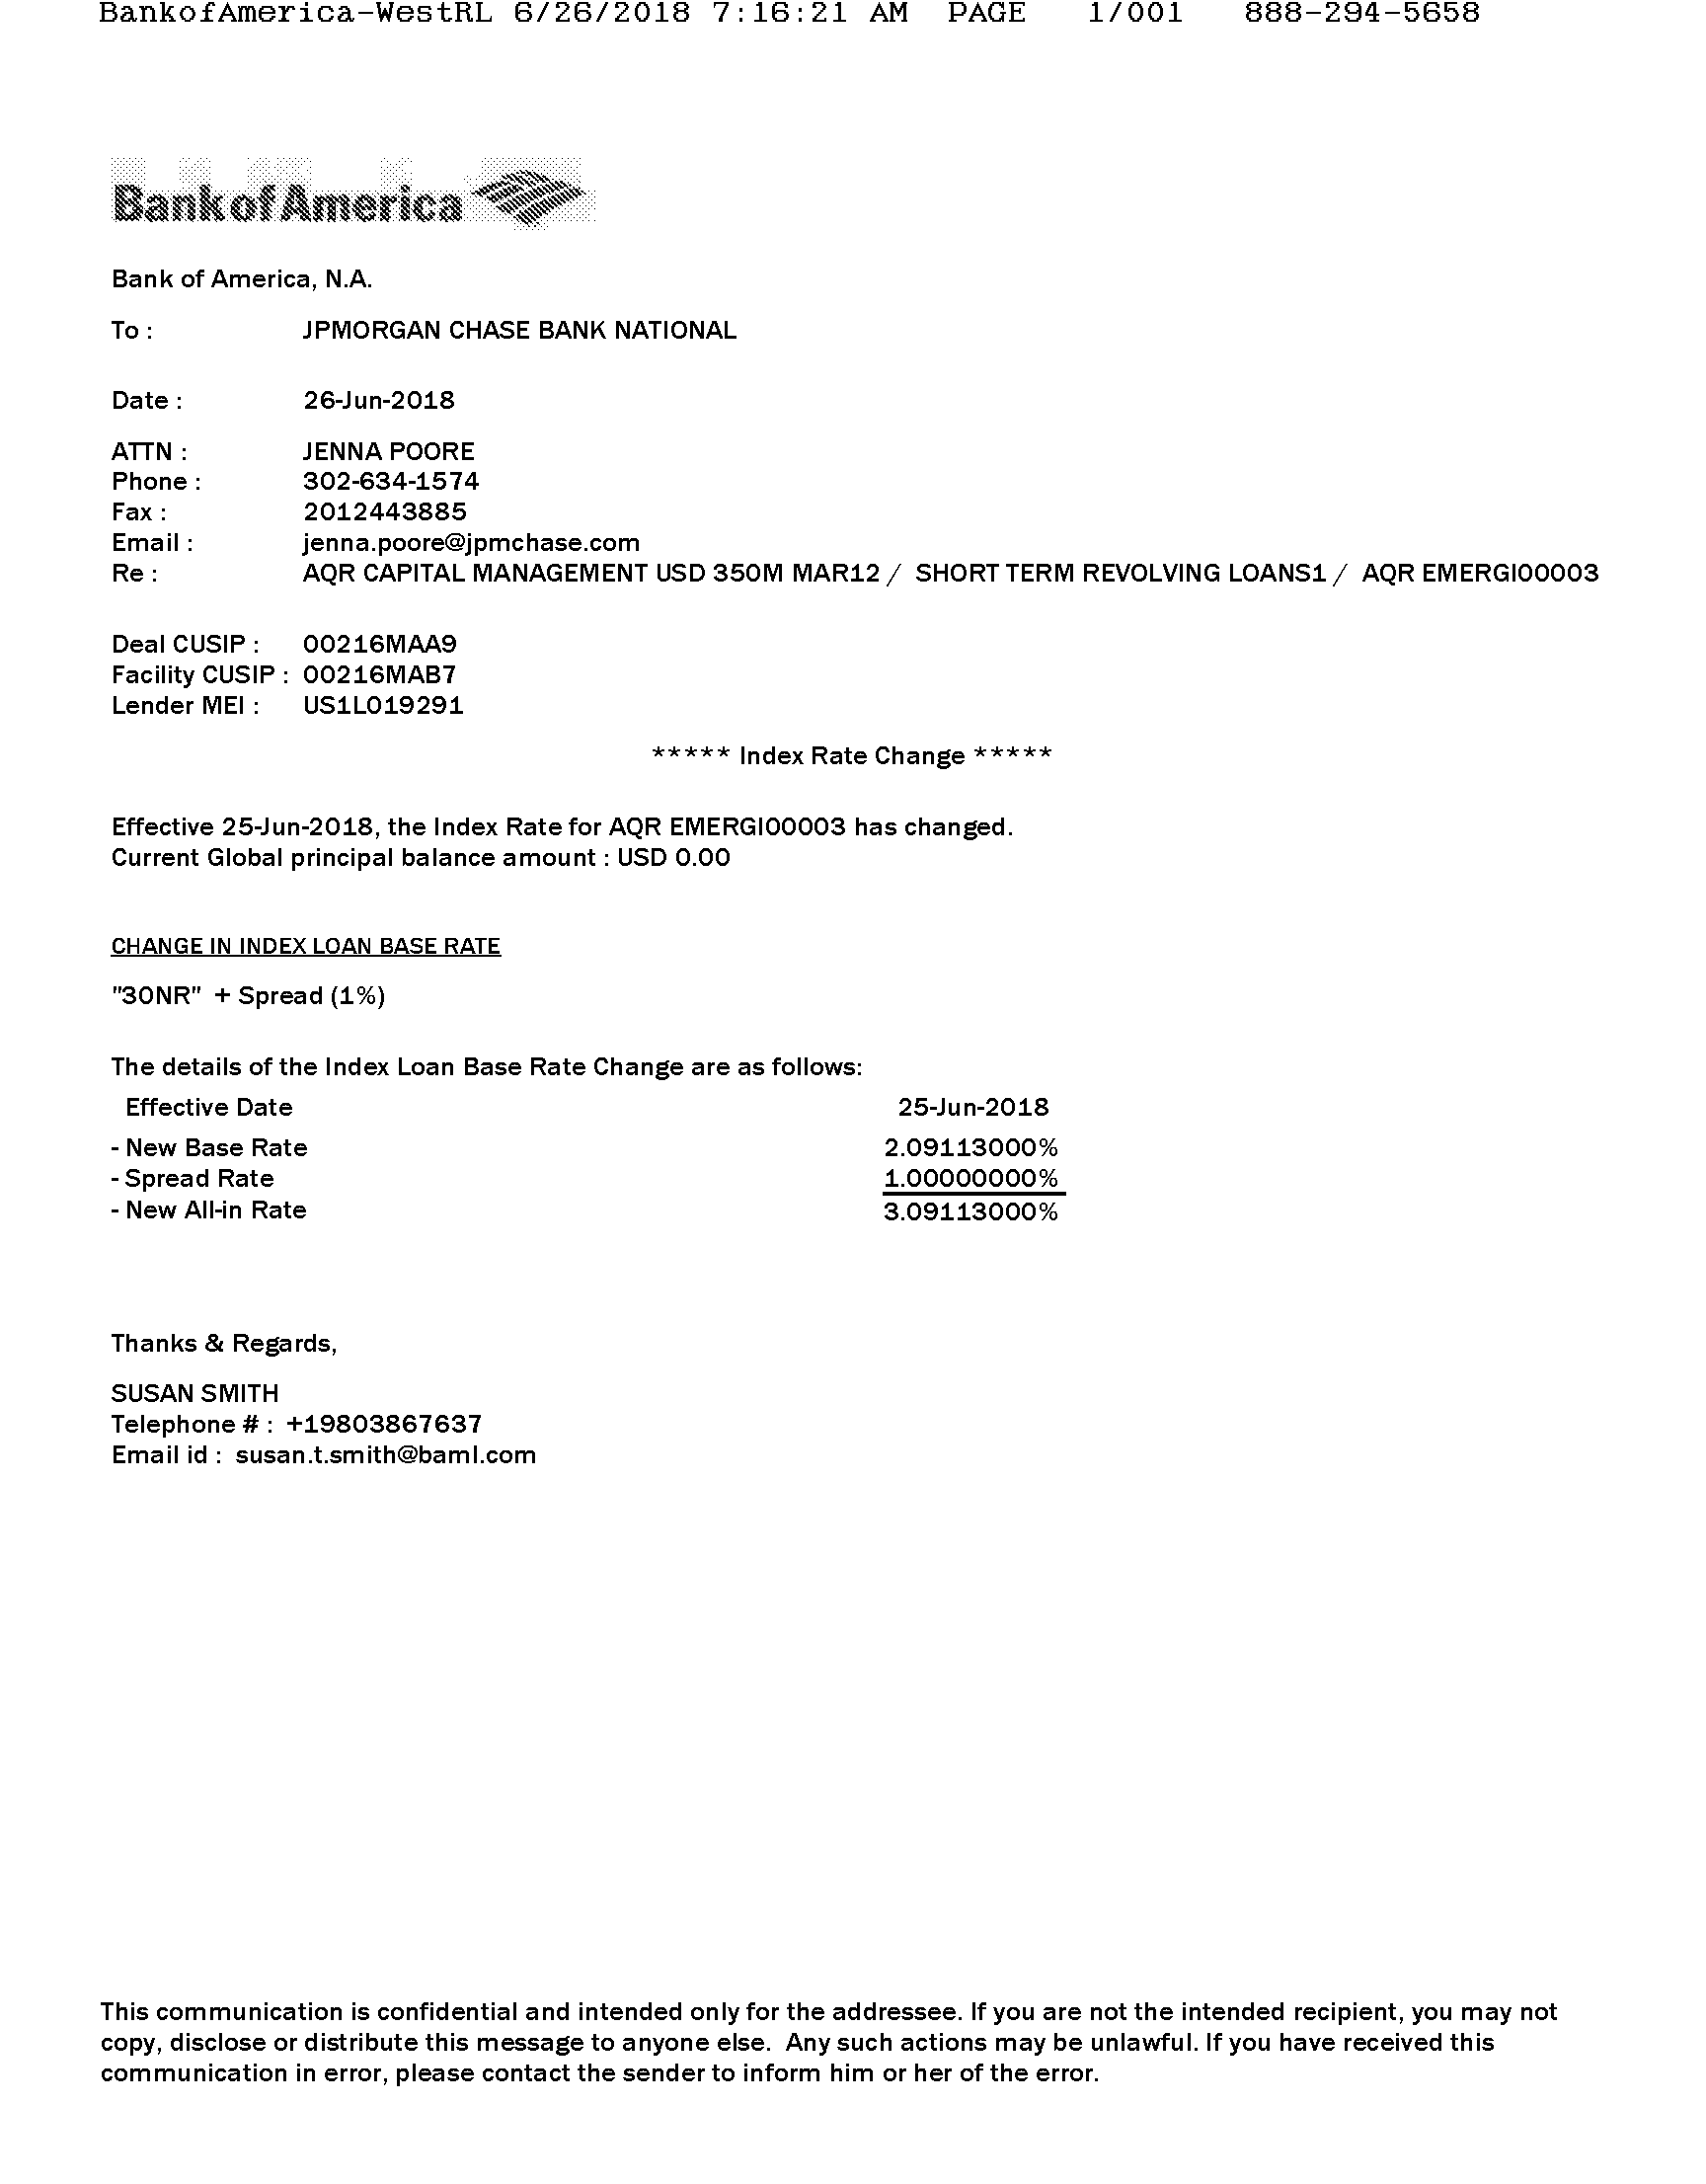 BankofAmerica-WestRL 6/26/2018 7:16:21 AM PAGE 1/001 888-294-5658
Bank of America
Bank of America, N.A.
To : JPMORGAN CHASE BANK NATIONAL
Date : 26-Jun-2018
ATTN : JENNA POORE
Phone : 302-634-1574
Fax : 2012443885
Email : jenna.poore@jpmchase.com
Re : AQR CAPITAL MANAGEMENT USD 350M MAR12 / SHORT TERM REVOLVING LOANS1 / AQR EMERGI00003
Deal CUSIP : 00216MAA9
Facility CUSIP : 00216MAB7
Lender MEI : US1L019291
***** Index Rate Change *****
Effective 25-Jun-2018, the Index Rate for AQR EMERGI00003 has changed.
Current Global principal balance amount : USD 0.00
CHANGE IN INDEX LOAN BASE RATE
"30NR" + Spread (1%)
The details of the Index Loan Base Rate Change are as follows:
Effective Date 25-Jun-2018
- New Base Rate 2.09113000%
- Spread Rate 1.00000000%
- New All-in Rate 3.09113000%
Thanks & Regards,
SUSAN SMITH
Telephone # : +19803867637
Email id : susan.t.smith@baml.com
This communication is confidential and intended only for the addressee. If you are not the intended recipient, you may not
copy, disclose or distribute this message to anyone else. Any such actions may be unlawful. If you have received this
communication in error, please contact the sender to inform him or her of the error.